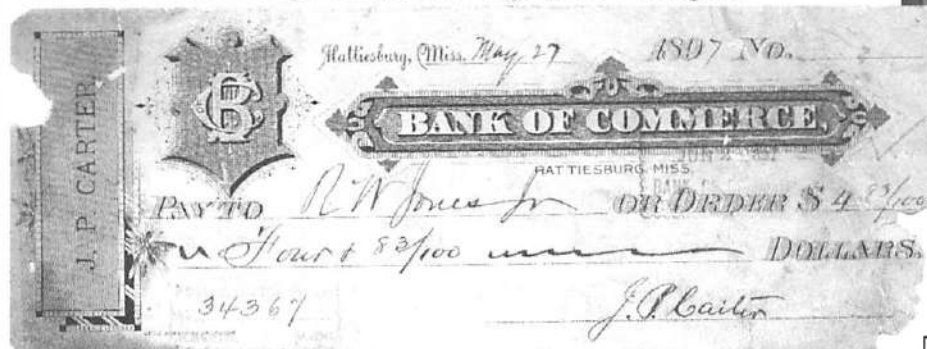 J. P. CARTER
Hattiesburg, Miss. May 27 1897 No.
BC
BANK OF COMMERCE,
HATTIESBURG, MISS.
PAY TO R W Jones Jr OR ORDER $ 4 83/100
Four & 83/100 DOLLARS.
34367
J. P. Carter